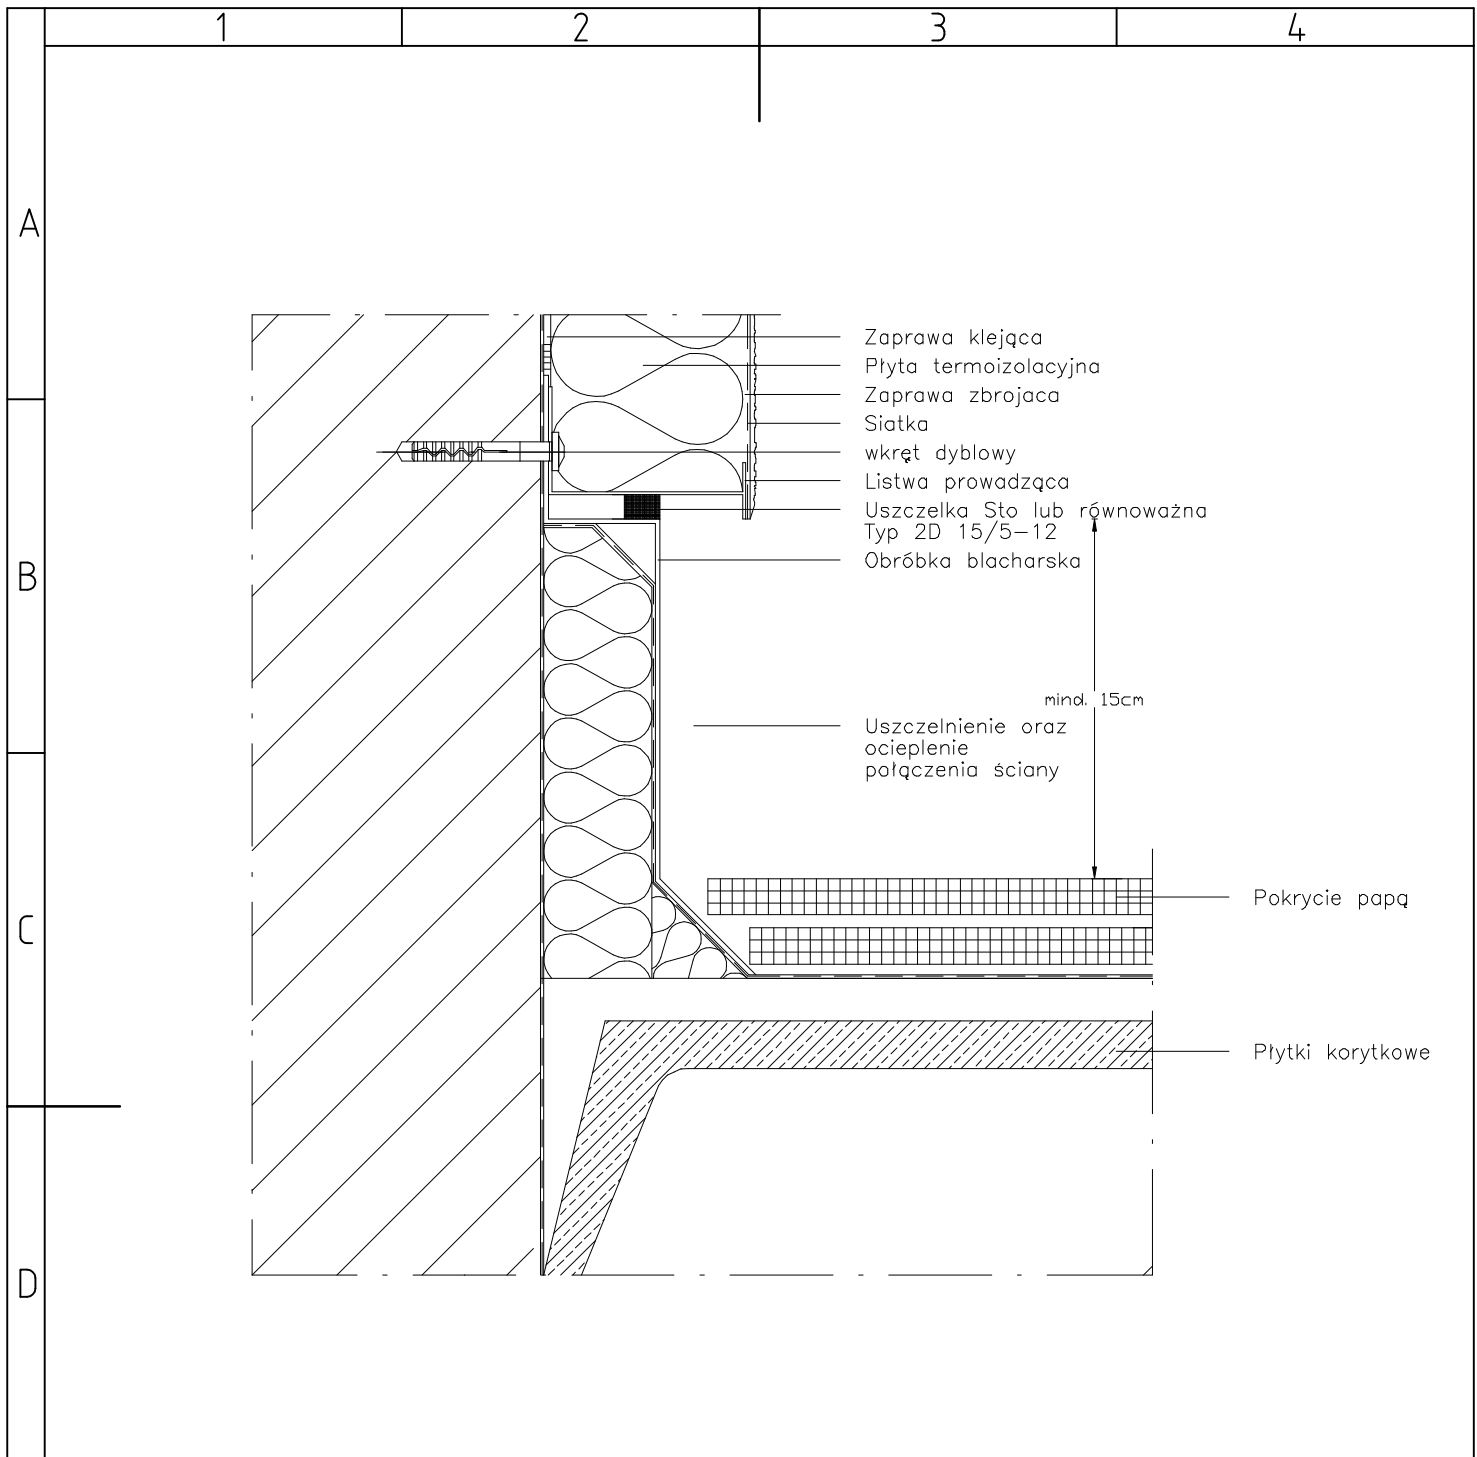 1 2 3 4
A
Zaprawa klejąca
Płyta termoizolacyjna
Zaprawa zbrojaca
Siatka
wkręt dyblowy
Listwa prowadząca
Uszczelka Sto lub równoważna
Typ 2D 15/5-12
Obróbka blacharska
B
mind. 15cm
Uszczelnienie oraz
ocieplenie
połączenia ściany
Pokrycie papą
C
Płytki korytkowe
D